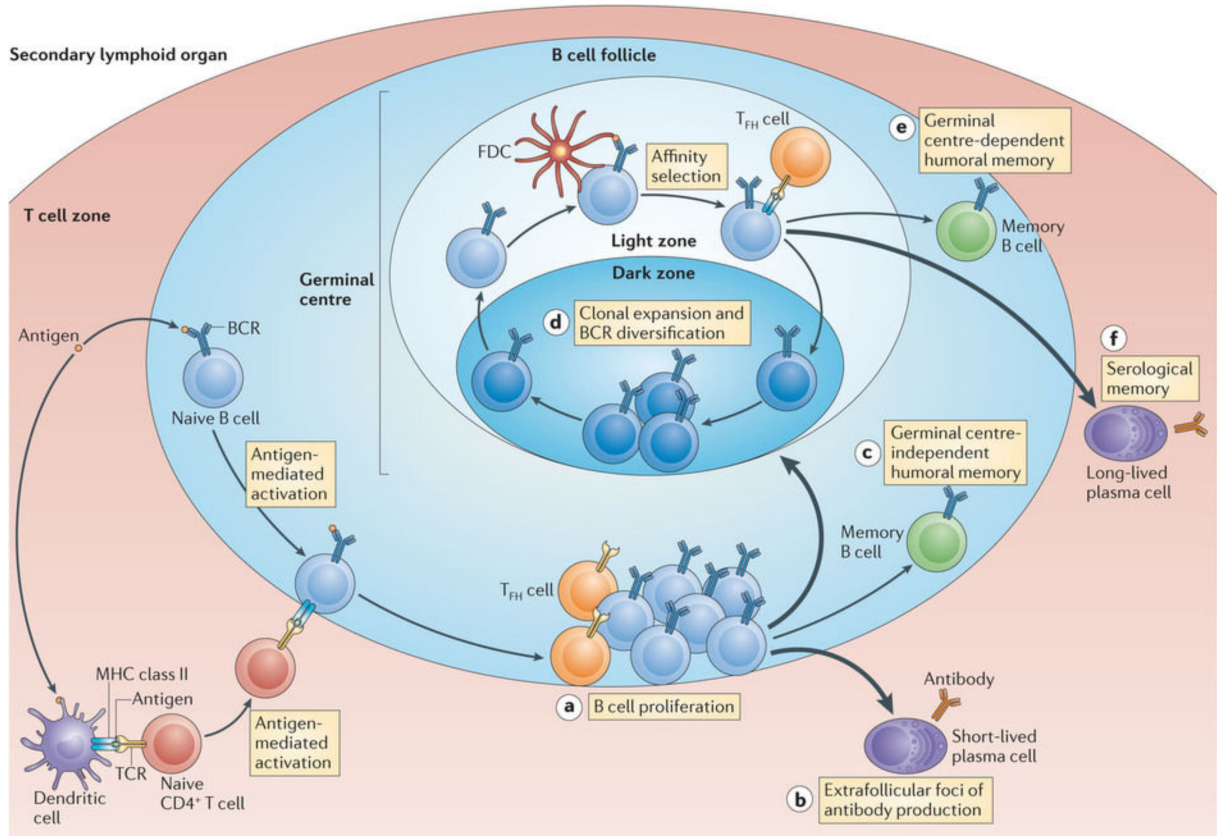 Secondary lymphoid organ
B cell follicle
T cell zone
Germinal
centre
FDC
Affinity
selection
T_FH cell
Light zone
Dark zone
d
Clonal expansion and
BCR diversification
e
Germinal
centre-dependent
humoral memory
Memory
B cell
f
Serological
memory
Long-lived
plasma cell
Antigen
BCR
Naive B cell
Antigen-
mediated
activation
c
Germinal centre-
independent
humoral memory
Memory
B cell
T_FH cell
a
B cell proliferation
MHC class II
Antigen
TCR
Dendritic
cell
Naive
CD4⁺ T cell
Antigen-
mediated
activation
Antibody
Short-lived
plasma cell
b
Extrafollicular foci of
antibody production